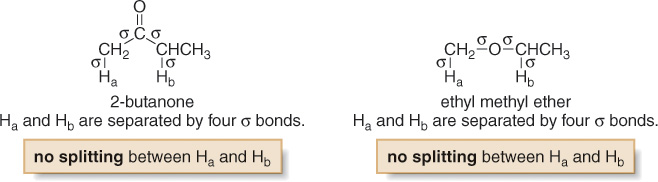 O
σ C σ
CH2 CHCH3
σ σ
Ha Hb
2-butanone
Ha and Hb are separated by four σ bonds.
no splitting between Ha and Hb
σ σ
CH2–O–CHCH3
σ σ
Ha Hb
ethyl methyl ether
Ha and Hb are separated by four σ bonds.
no splitting between Ha and Hb